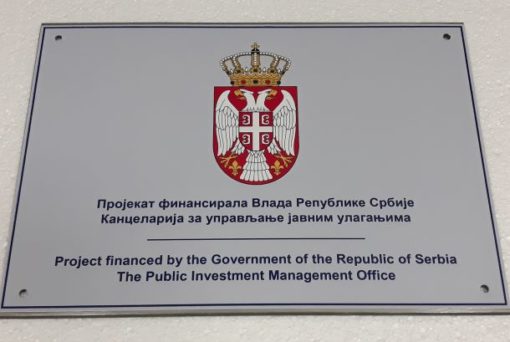 Пројекат финансирала Влада Републике Србије
Канцеларија за управљање јавним улагањима
Project financed by the Government of the Republic of Serbia
The Public Investment Management Office